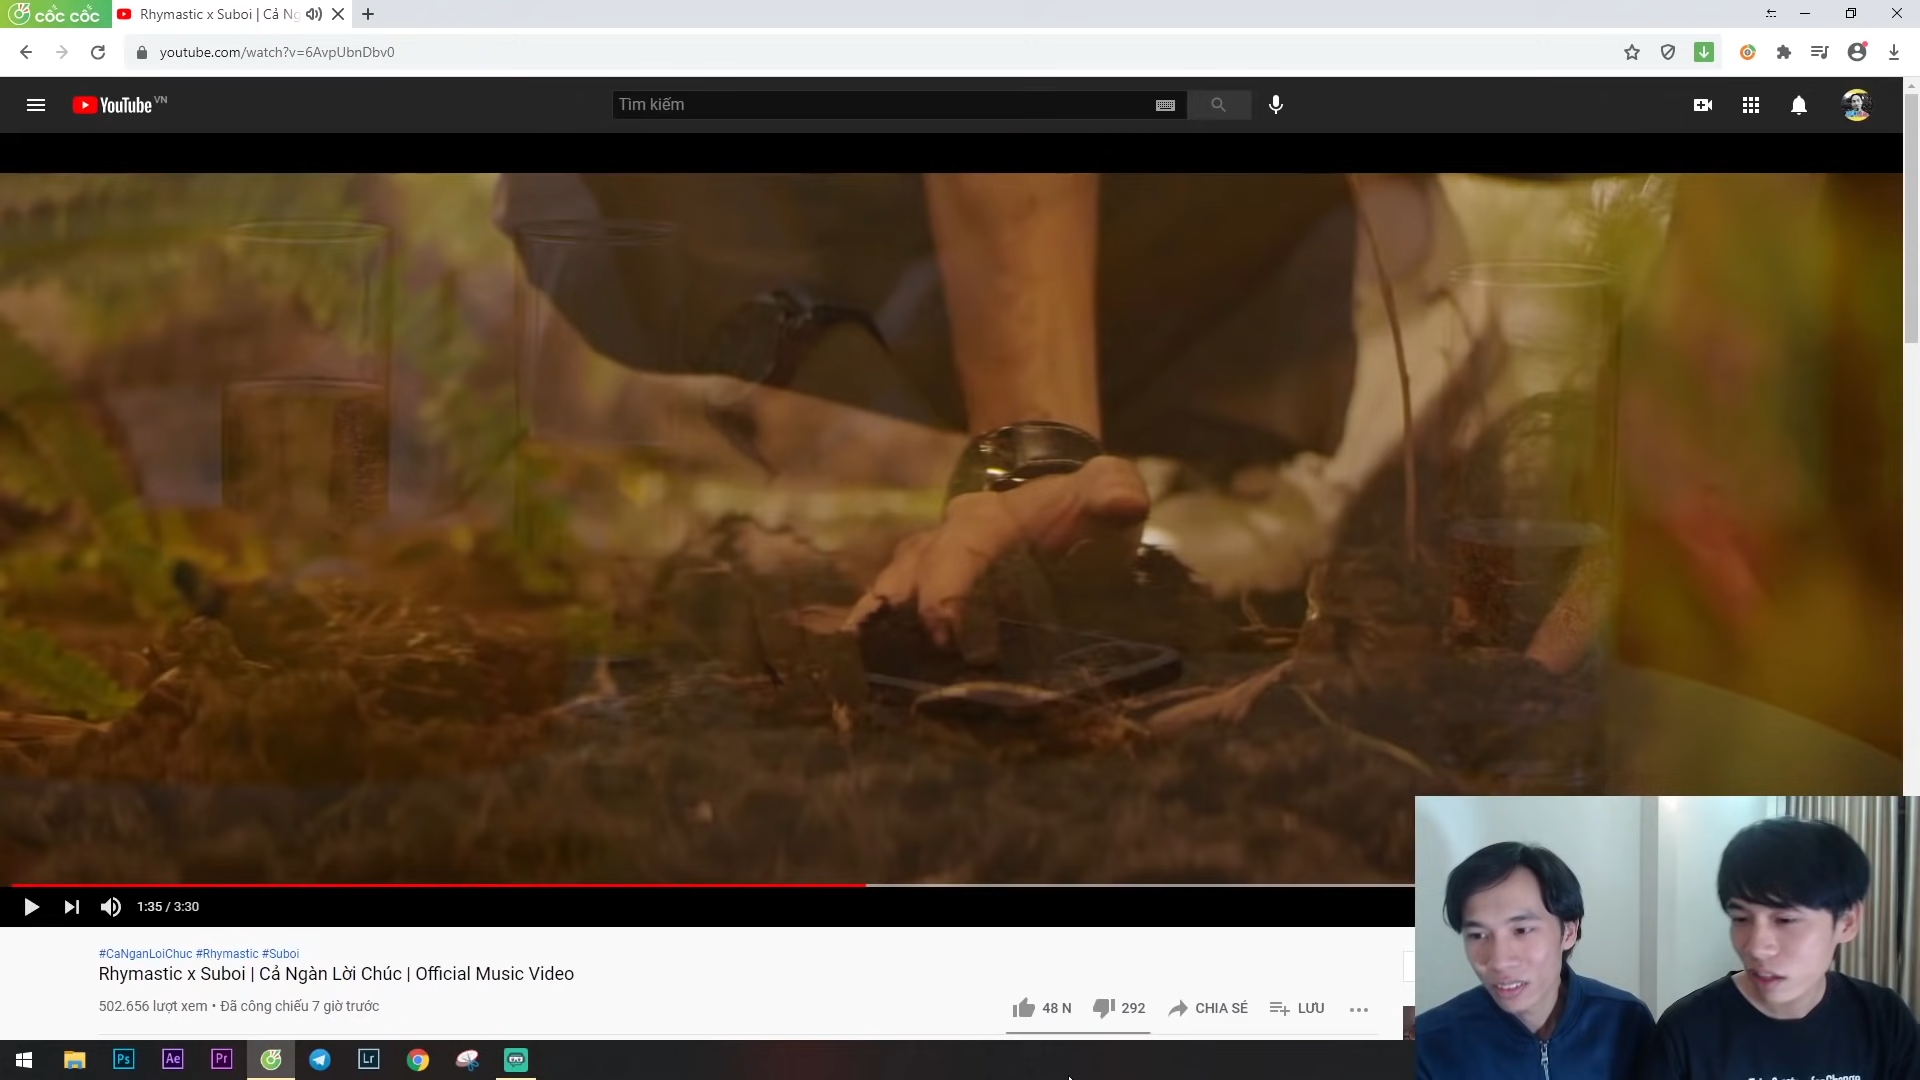 cốc cốc
Rhymastic x Suboi | Cả Ng
youtube.com/watch?v=6AvpUbnDbv0
YouTube VN
Tìm kiếm
1:35 / 3:30
#CaNganLoiChuc #Rhymastic #Suboi
Rhymastic x Suboi | Cả Ngàn Lời Chúc | Official Music Video
502.656 lượt xem • Đã công chiếu 7 giờ trước
48 N
292
CHIA SẺ
LƯU
Ps
Ae
Pr
Lr